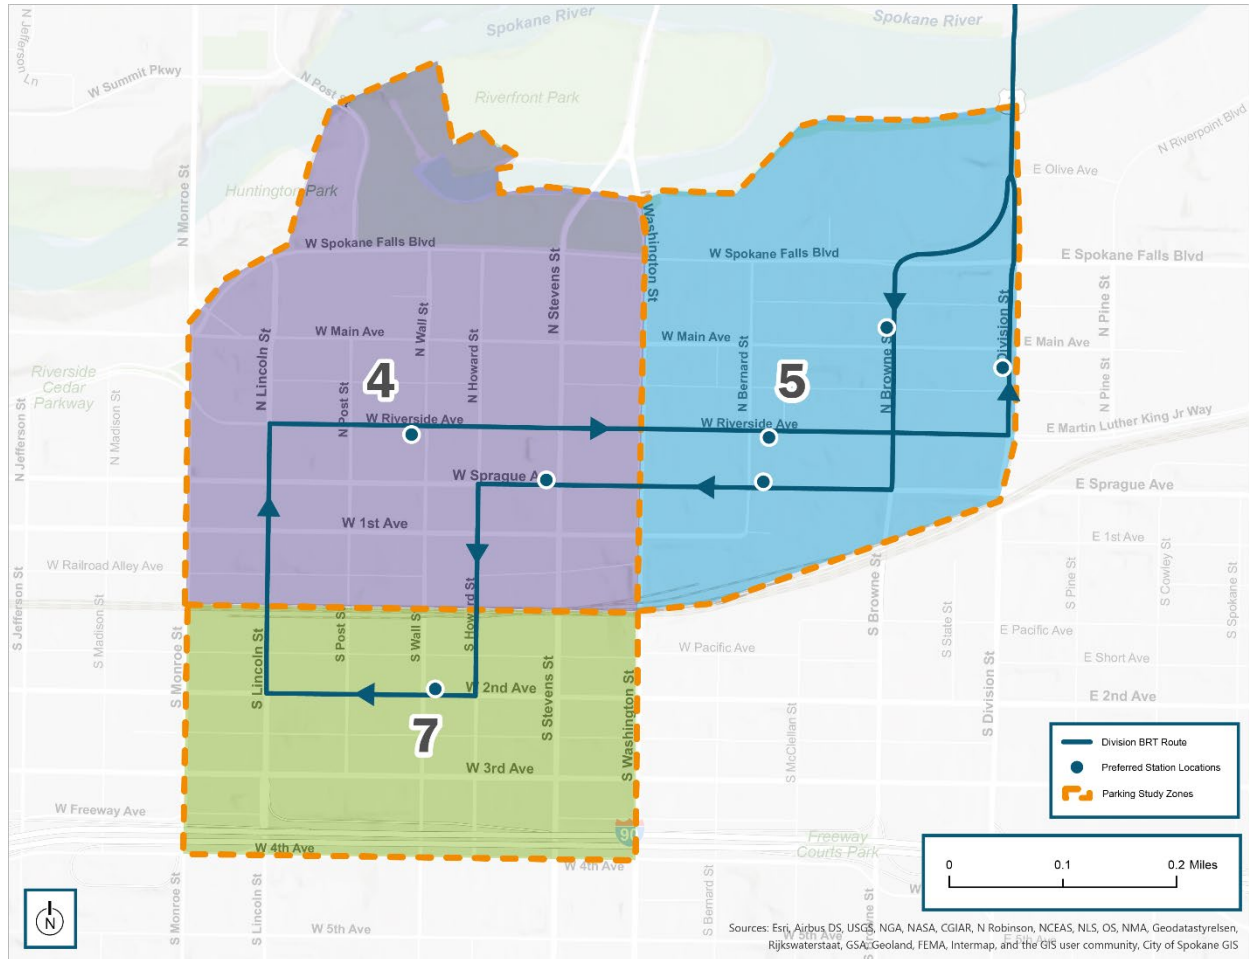 N Jefferson
Ln
W Summit Pkwy
N Post S
Spokane River
Spokane River
Riverfront Park
N Riverpoint Blvd
E Olive Ave
Huntington Park
N Monroe St
W Spokane Falls Blvd
N Stevens St
Washington St
W Spokane Falls Blvd
E Spokane Falls Blvd
N Lincoln St
W Main Ave
N Wall St
N Howard St
W Main Ave
N Bernard St
N Browne St
Division St
E Main Ave
N Pine St
N Pine St
Riverside
Cedar
Parkway
4
5
N Jefferson St
N Madison St
N Post St
W Riverside Ave
W Riverside Ave
E Martin Luther King Jr Way
W Sprague A
E Sprague Ave
W 1st Ave
E 1st Ave
W Railroad Alley Ave
S Jefferson St
S Madison St
S Monroe St
S Lincoln St
S Post S
S Wall St
S Howard St
S Stevens St
S Washington St
W Pacific Ave
S Browne St
S State St
S Division St
S Pine St
S Cowley St
S Spokane St
E Pacific Ave
E Short Ave
W 2nd Ave
E 2nd Ave
7
S McClellan St
W 3rd Ave
W Freeway Ave
90
W 4th Ave
W 4th Ave
Freeway
Courts Park
S Monroe St
S Lincoln St
S Bernard St
W 5th Ave
W 5th Ave
E 5th Ave
Division BRT Route
Preferred Station Locations
Parking Study Zones
0 0.1 0.2 Miles
N
Sources: Esri, Airbus DS, USGS, NGA, NASA, CGIAR, N Robinson, NCEAS, NLS, OS, NMA, Geodatastyrelsen,
Rijkswaterstaat, GSA, Geoland, FEMA, Intermap, and the GIS user community, City of Spokane GIS